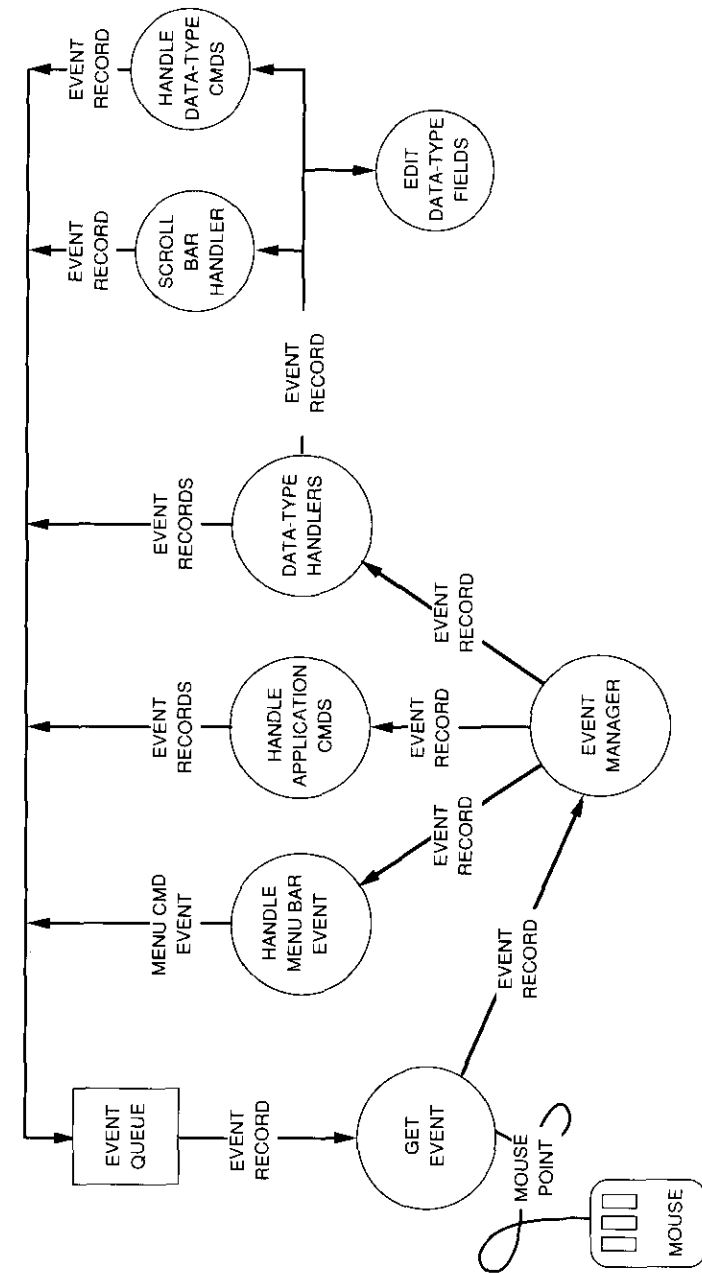 EVENT
QUEUE
EVENT
RECORD
GET
EVENT
MOUSE
POINT
MOUSE
EVENT
RECORD
EVENT
MANAGER
EVENT
RECORD
EVENT
RECORD
EVENT
RECORD
MENU CMD
EVENT
HANDLE
MENU BAR
EVENT
EVENT
RECORDS
HANDLE
APPLICATION
CMDS
EVENT
RECORDS
DATA-TYPE
HANDLERS
EVENT
RECORD
EVENT
RECORD
SCROLL
BAR
HANDLER
EVENT
RECORD
HANDLE
DATA-TYPE
CMDS
EDIT
DATA-TYPE
FIELDS